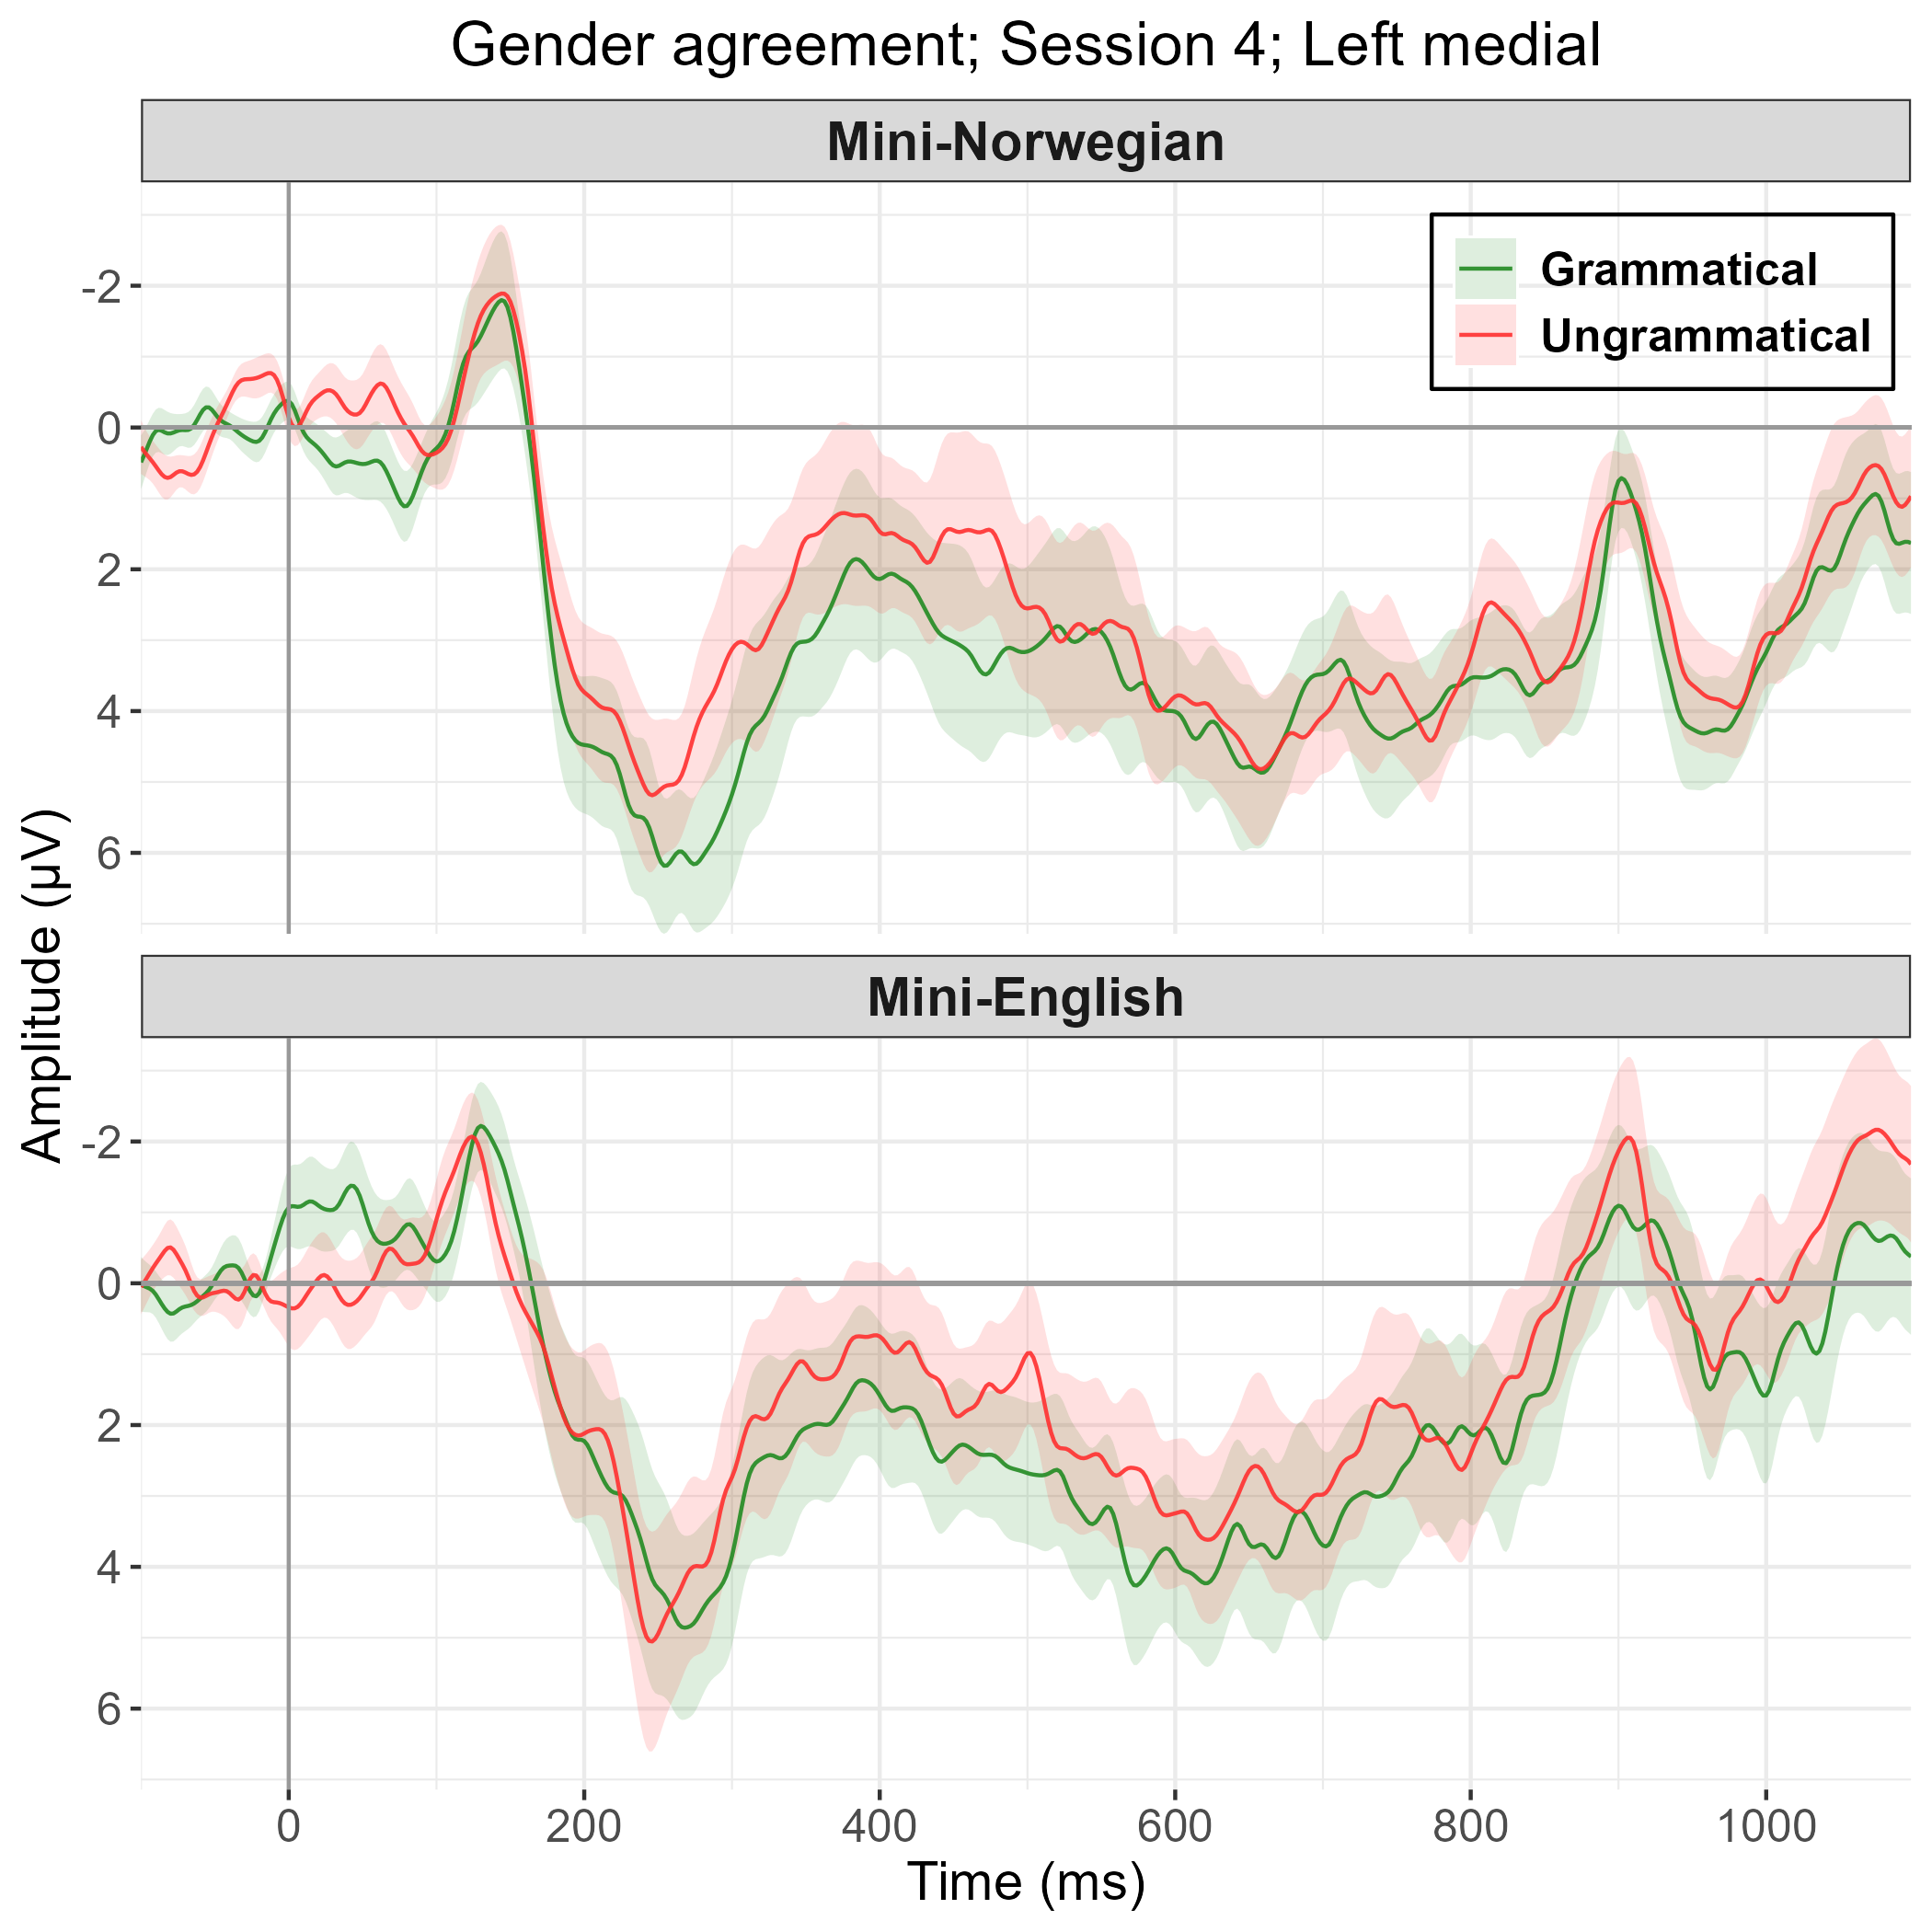 Gender agreement; Session 4; Left medial
Mini-Norwegian
Grammatical
Ungrammatical
-2
0
2
4
6
Amplitude (µV)
Mini-English
-2
0
2
4
6
0 200 400 600 800 1000
Time (ms)